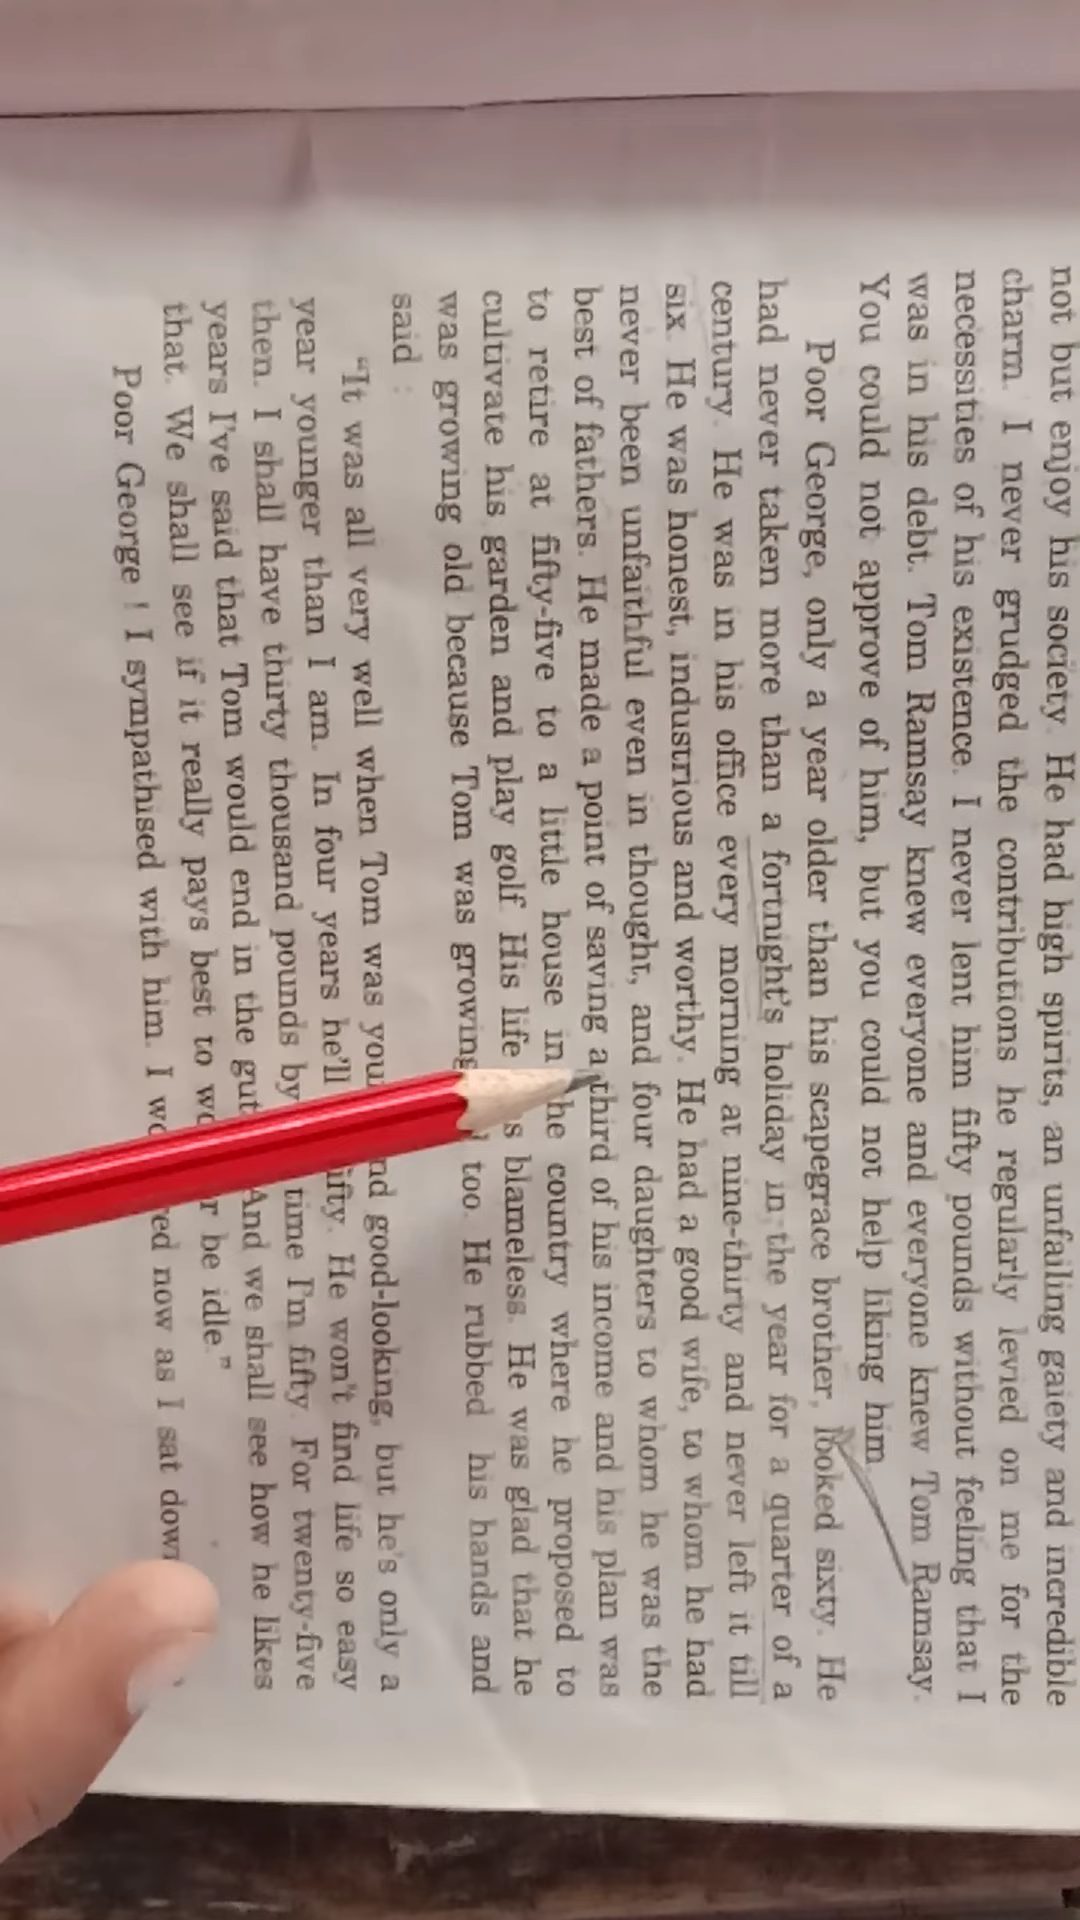 not but enjoy his society. He had high spirits, an unfailing gaiety and incredible
charm. I never grudged the contributions he regularly levied on me for the
necessities of his existence. I never lent him fifty pounds without feeling that I
was in his debt. Tom Ramsay knew everyone and everyone knew Tom Ramsay.
You could not approve of him, but you could not help liking him.
Poor George, only a year older than his scapegrace brother, looked sixty. He
had never taken more than a fortnight's holiday in the year for a quarter of a
century. He was in his office every morning at nine-thirty and never left it till
six. He was honest, industrious and worthy. He had a good wife, to whom he had
never been unfaithful even in thought, and four daughters to whom he was the
best of fathers. He made a point of saving a third of his income and his plan was
to retire at fifty-five to a little house in the country where he proposed to
cultivate his garden and play golf. His life blameless. He was glad that he
was growing old because Tom was growing too. He rubbed his hands and
said :
"It was all very well when Tom was good-looking, but he's only a
year younger than I am. In four years he'll He won't find life so easy
then. I shall have thirty thousand pounds by time I'm fifty. For twenty-five
years I've said that Tom would end in the And we shall see how he likes
that. We shall see if it really pays best to be idle."
Poor George ! I sympathised with him. I now as I sat